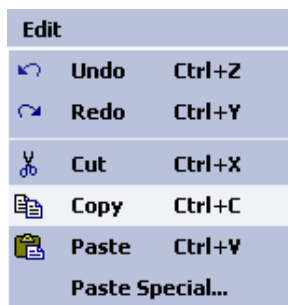 Edit
Undo Ctrl+Z
Redo Ctrl+Y
Cut Ctrl+X
Copy Ctrl+C
Paste Ctrl+V
Paste Special...